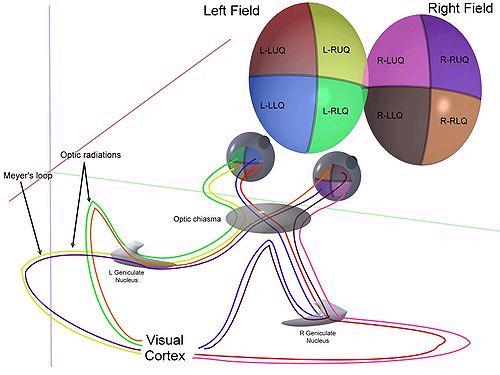 Left Field
Right Field
L-LUQ
L-RUQ
R-LUQ
R-RUQ
L-LLQ
L-RLQ
R-LLQ
R-RLQ
Optic radiations
Meyer's loop
Optic chiasma
L Geniculate
Nucleus
R Geniculate
Nucleus
Visual
Cortex